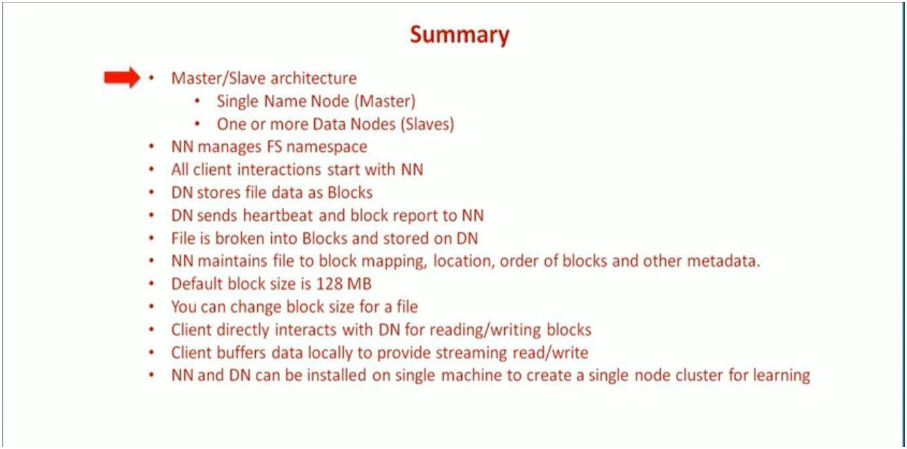 Summary
• Master/Slave architecture
• Single Name Node (Master)
• One or more Data Nodes (Slaves)
• NN manages FS namespace
• All client interactions start with NN
• DN stores file data as Blocks
• DN sends heartbeat and block report to NN
• File is broken into Blocks and stored on DN
• NN maintains file to block mapping, location, order of blocks and other metadata.
• Default block size is 128 MB
• You can change block size for a file
• Client directly interacts with DN for reading/writing blocks
• Client buffers data locally to provide streaming read/write
• NN and DN can be installed on single machine to create a single node cluster for learning